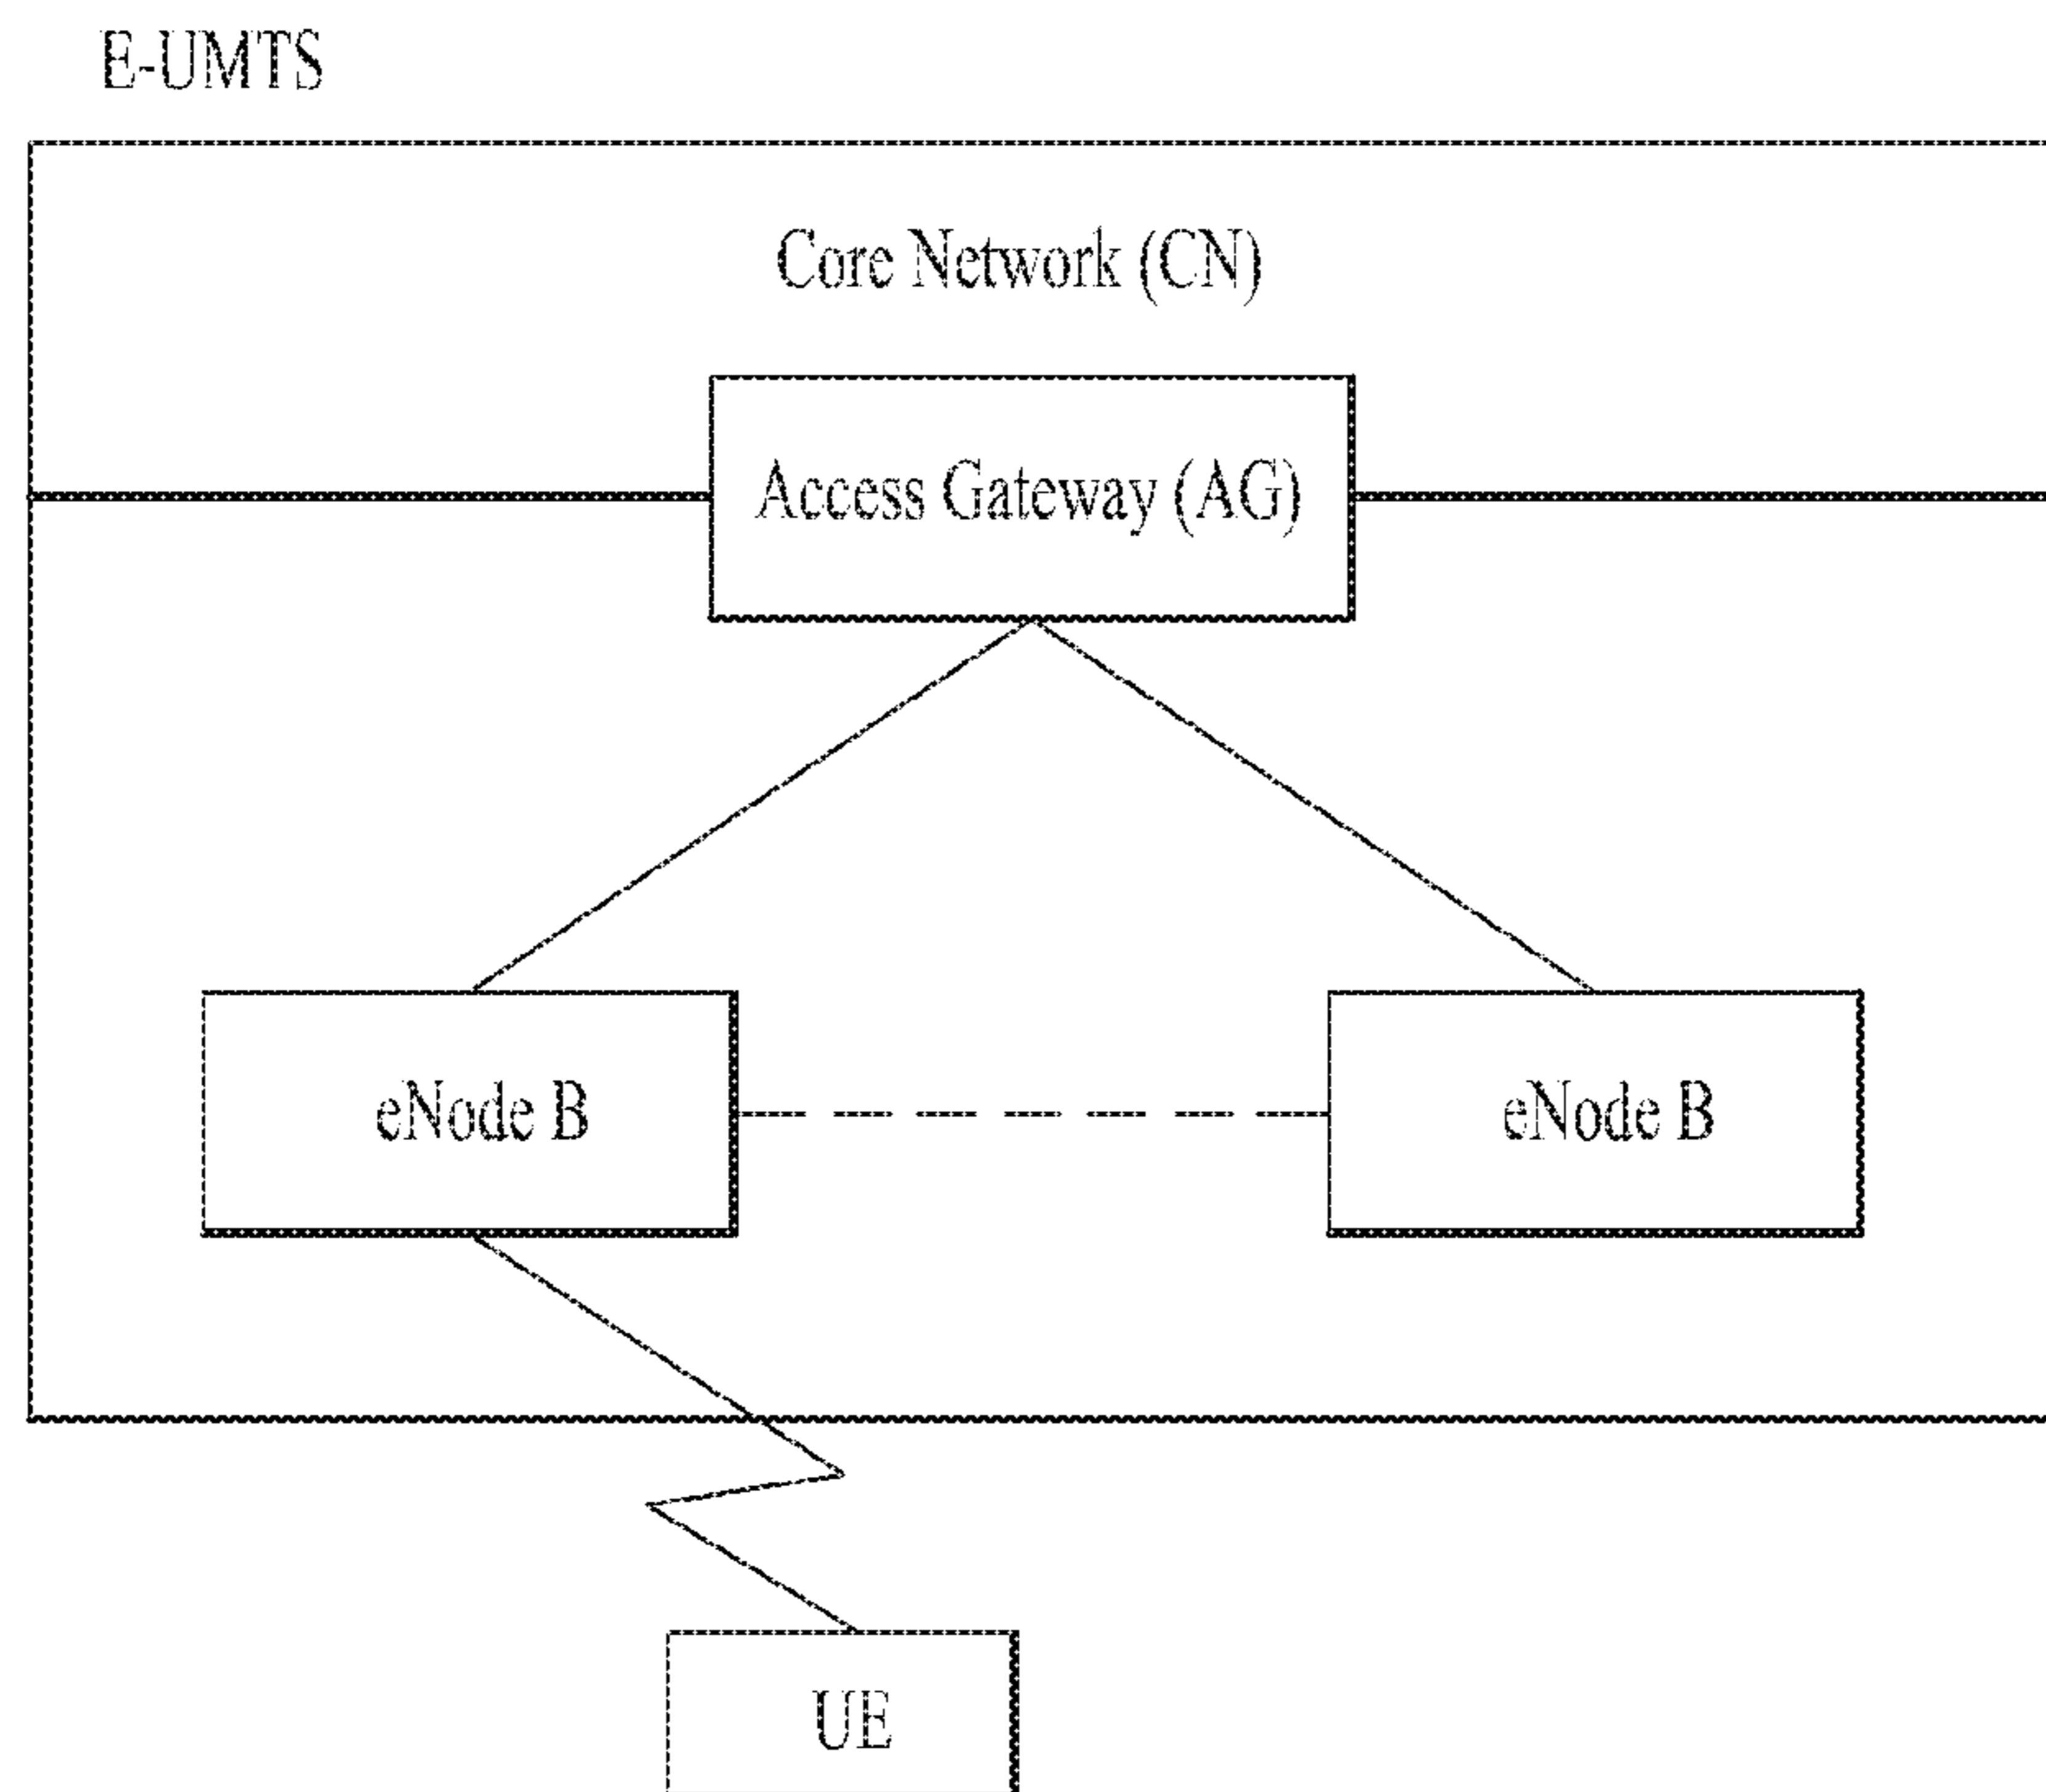 E-UMTS
Core Network (CN)
Access Gateway (AG)
eNode B
eNode B
UE